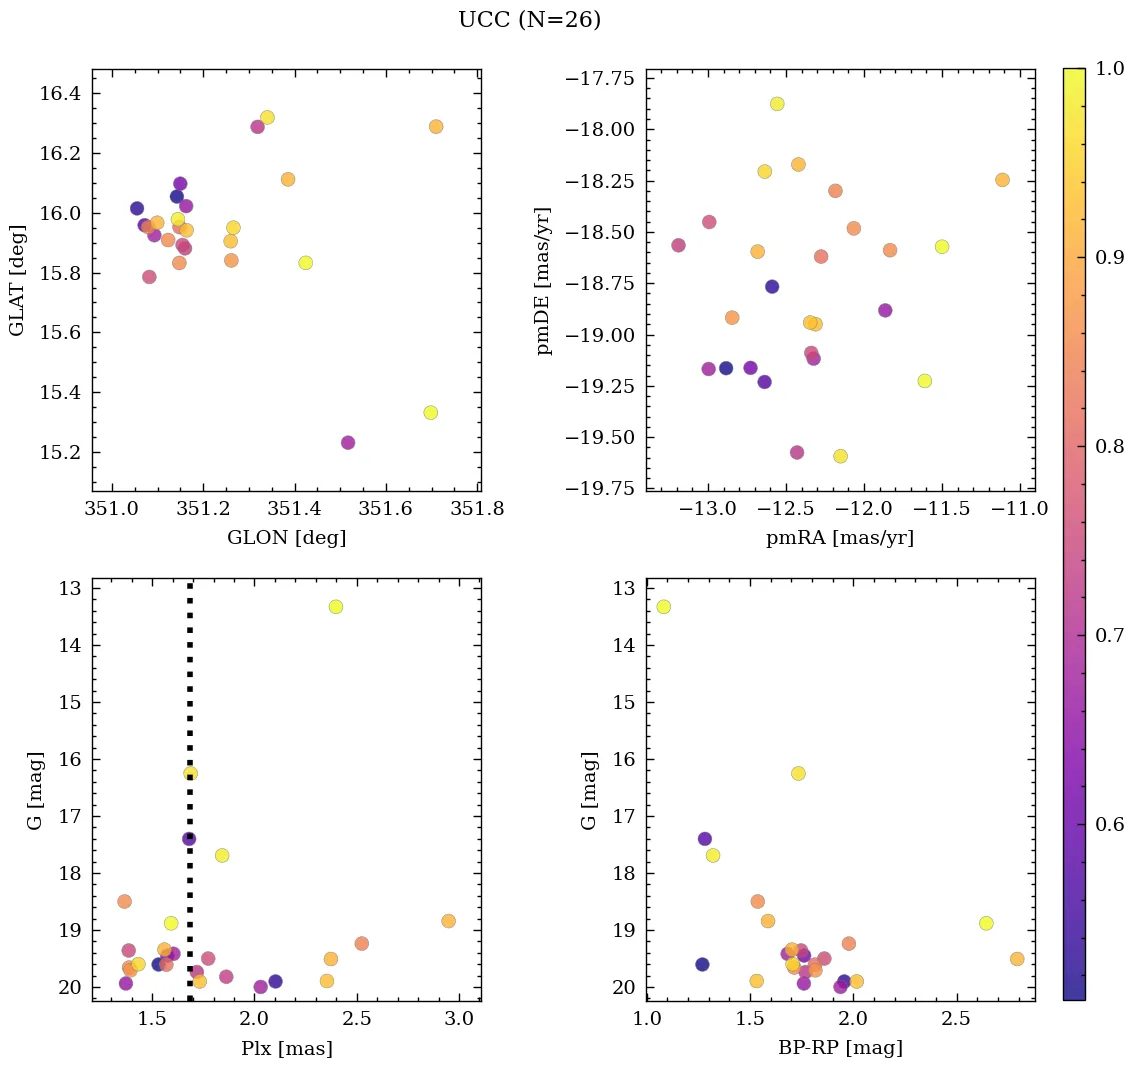 UCC (N=26)
16.4
16.2
16.0
15.8
15.6
15.4
15.2
GLAT [deg]
351.0 351.2 351.4 351.6 351.8
GLON [deg]
−17.75
−18.00
−18.25
−18.50
−18.75
−19.00
−19.25
−19.50
−19.75
pmDE [mas/yr]
−13.0 −12.5 −12.0 −11.5 −11.0
pmRA [mas/yr]
13
14
15
16
17
18
19
20
G [mag]
1.5 2.0 2.5 3.0
Plx [mas]
13
14
15
16
17
18
19
20
G [mag]
1.0 1.5 2.0 2.5
BP-RP [mag]
1.0
0.9
0.8
0.7
0.6